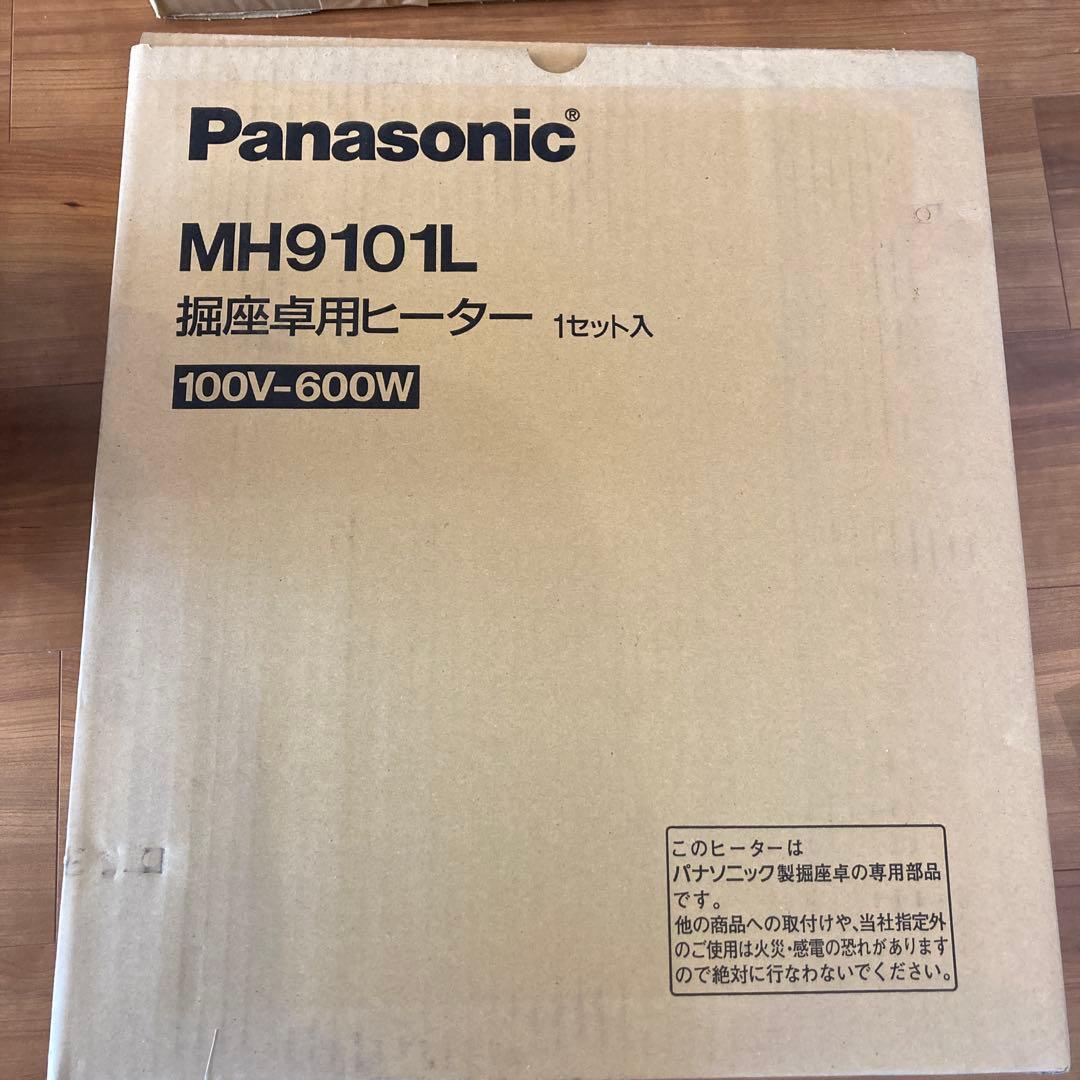 Panasonic®
MH9101L
掘座卓用ヒーター 1セット入
100V-600W
このヒーターは
パナソニック製掘座卓の専用部品
です。
他の商品への取付けや、当社指定外
のご使用は火災・感電の恐れがあります
ので絶対に行なわないでください。